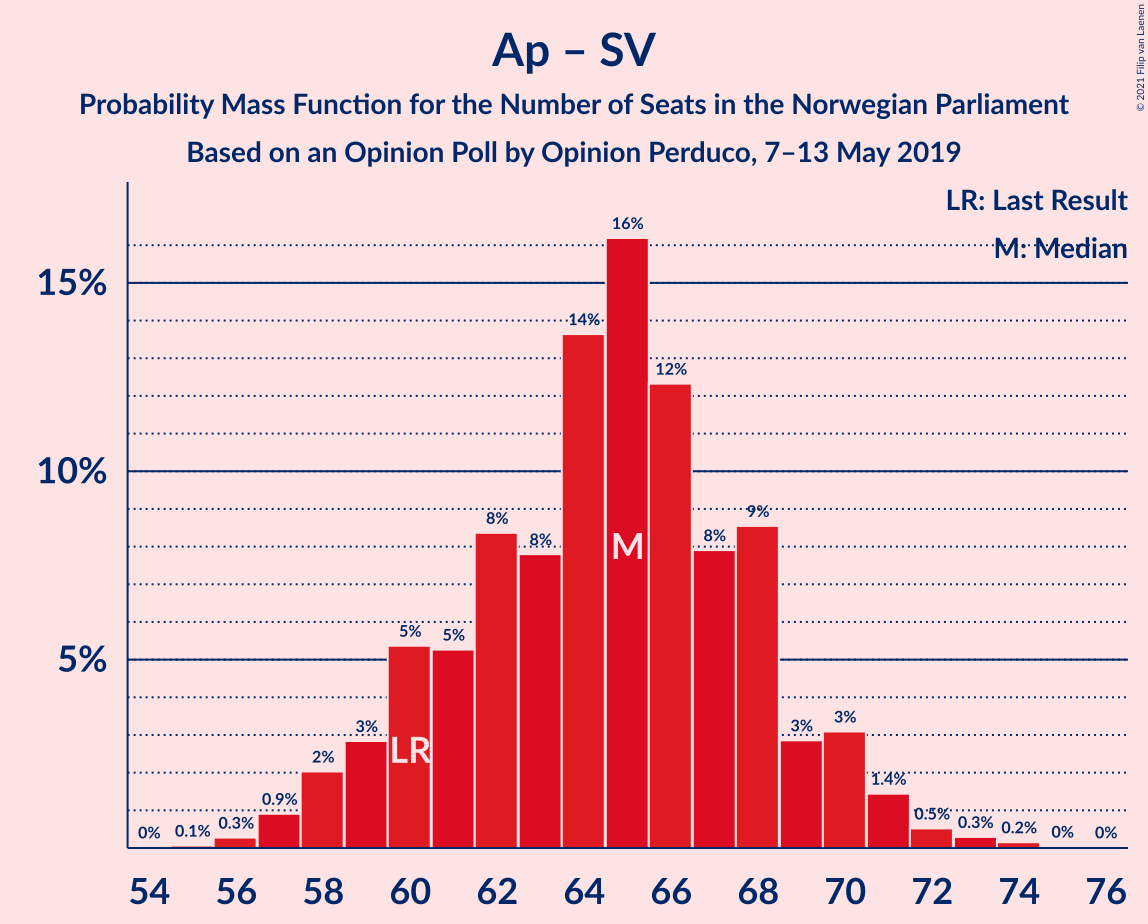 Ap – SV
Probability Mass Function for the Number of Seats in the Norwegian Parliament
Based on an Opinion Poll by Opinion Perduco, 7–13 May 2019
© 2021 Filip van Laenen
LR: Last Result
M: Median
15%
10%
5%
0%
0.1%
0.3%
0.9%
2%
3%
5%
5%
8%
8%
14%
16%
12%
8%
9%
3%
3%
1.4%
0.5%
0.3%
0.2%
0%
0%
LR
M
54 56 58 60 62 64 66 68 70 72 74 76